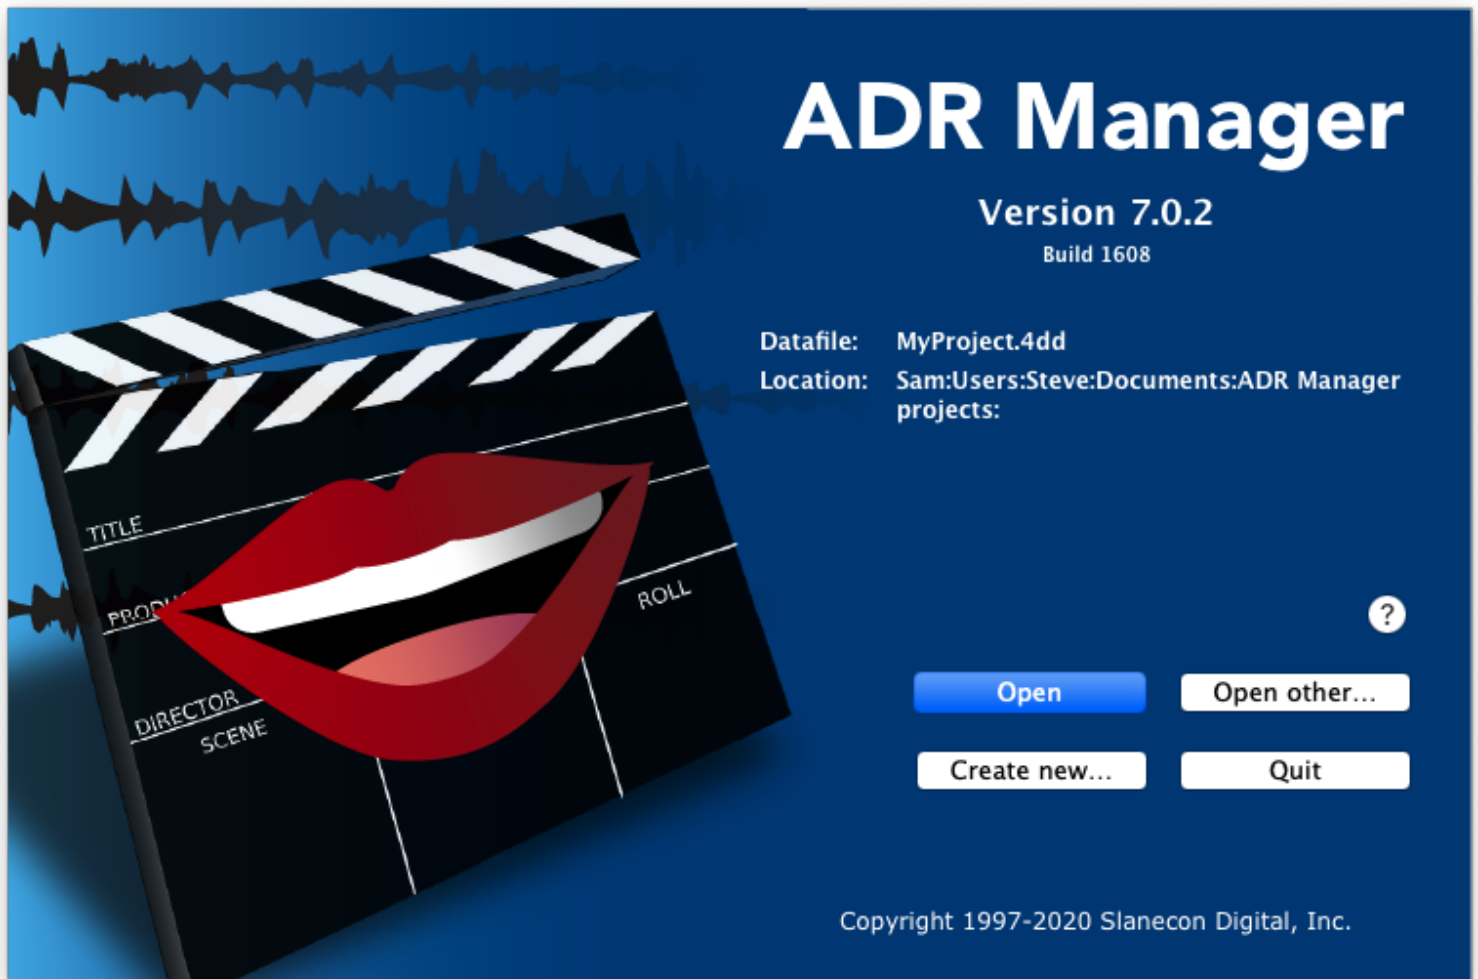 ADR Manager
Version 7.0.2
Build 1608
Datafile: MyProject.4dd
Location: Sam:Users:Steve:Documents:ADR Manager
projects:
TITLE
PRODU
ROLL
DIRECTOR
SCENE
?
Open
Open other...
Create new...
Quit
Copyright 1997-2020 Slanecon Digital, Inc.